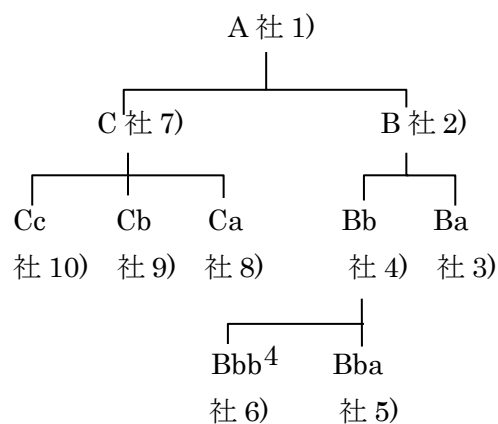 A 社 1)
C 社 7) B 社 2)
Cc Cb Ca Bb Ba
社 10) 社 9) 社 8) 社 4) 社 3)
Bbb4 Bba
社 6) 社 5)